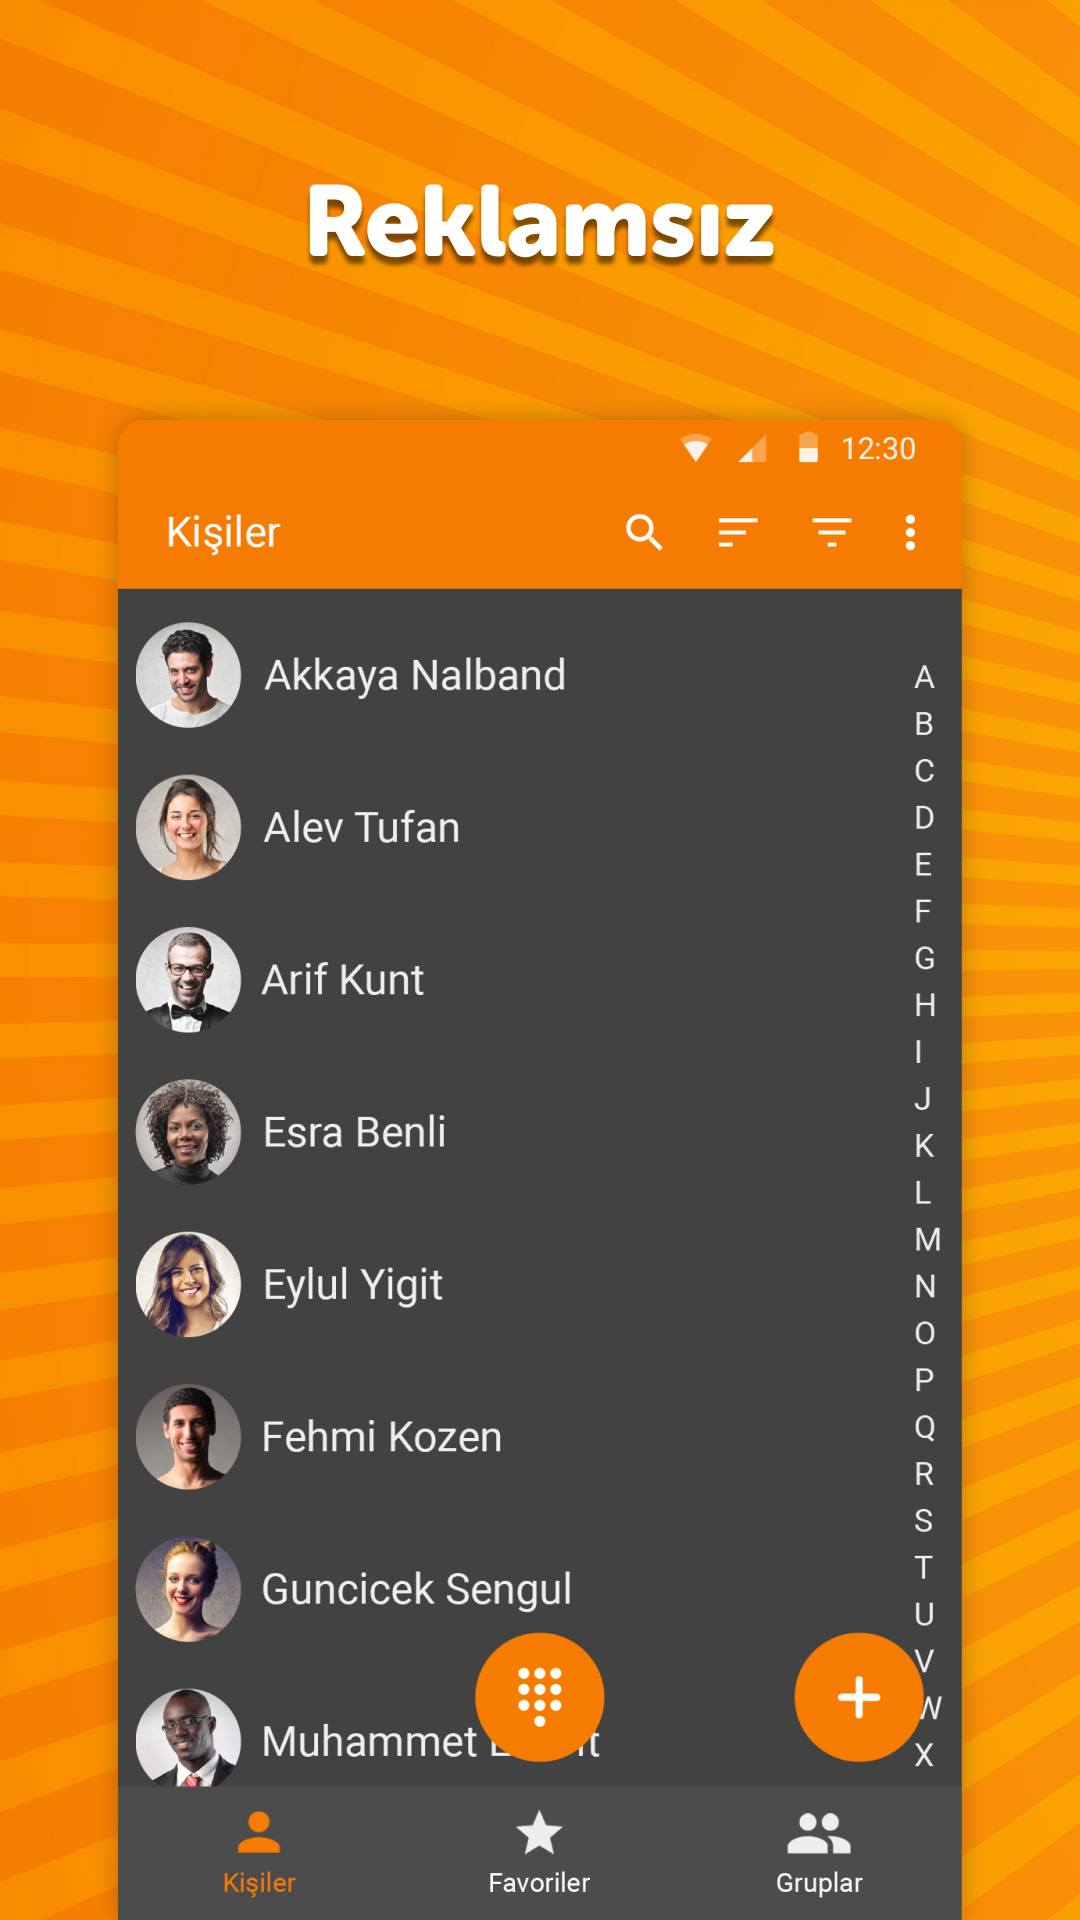 Reklamsız
12:30
Kişiler
Akkaya Nalband
A
B
C
Alev Tufan
D
E
F
Arif Kunt
G
H
I
Esra Benli
J
K
L
M
Eylul Yigit
N
O
P
Fehmi Kozen
Q
R
S
T
Guncicek Sengul
U
V
W
Muhammet
X
Kişiler
Favoriler
Gruplar